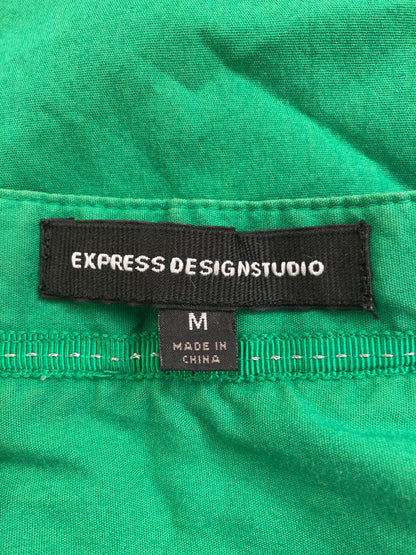 EXPRESS DESIGNSTUDIO
M
MADE IN
CHINA